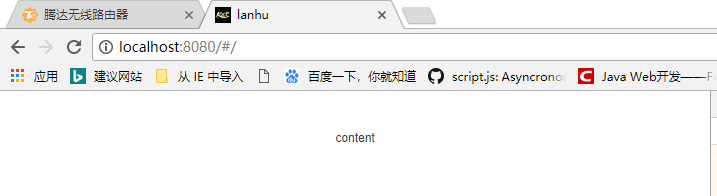 腾达无线路由器 lanhu
localhost:8080/#/
应用 建议网站 从 IE 中导入 百度一下，你就知道 script.js: Asyncrono Java Web开发——F
content